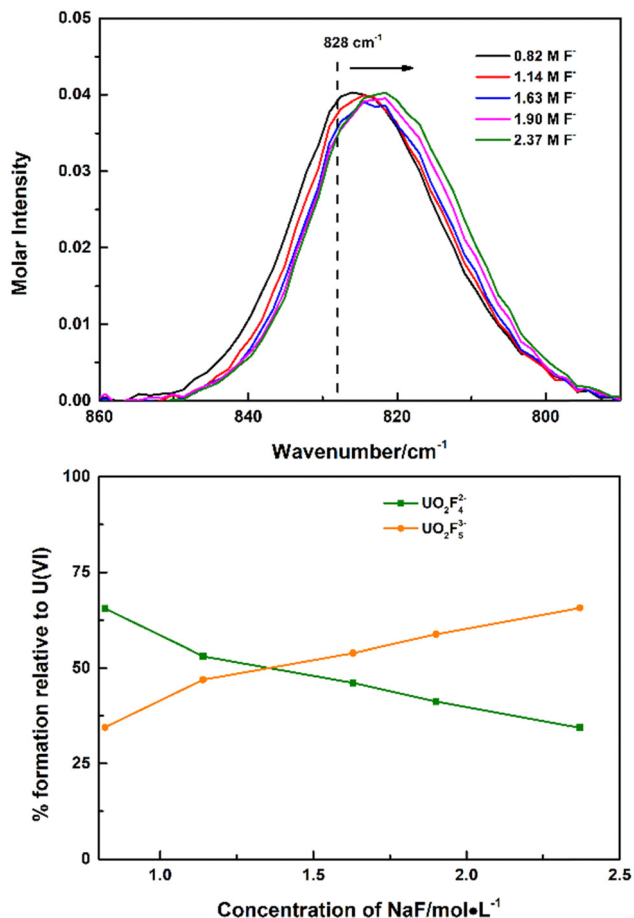 0.05
828 cm⁻¹
0.82 M F⁻
1.14 M F⁻
1.63 M F⁻
1.90 M F⁻
2.37 M F⁻
0.04
0.03
0.02
0.01
0.00
Molar Intensity
860 840 820 800
Wavenumber/cm⁻¹
100
UO₂F₄²⁻
UO₂F₅³⁻
75
50
25
0
% formation relative to U(VI)
1.0 1.5 2.0 2.5
Concentration of NaF/mol•L⁻¹